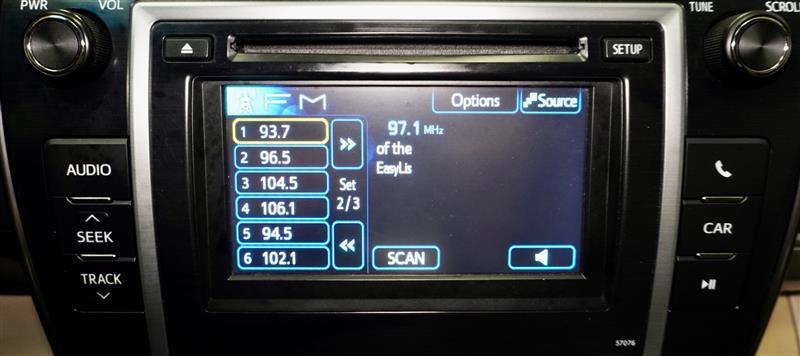 PWR VOL
TUNE SCROLL
SETUP
FM
Options
Source
1 93.7
2 96.5
3 104.5
4 106.1
5 94.5
6 102.1
Set
2/3
97.1 MHz
of the
EasyLis
SCAN
AUDIO
SEEK
TRACK
CAR
57076